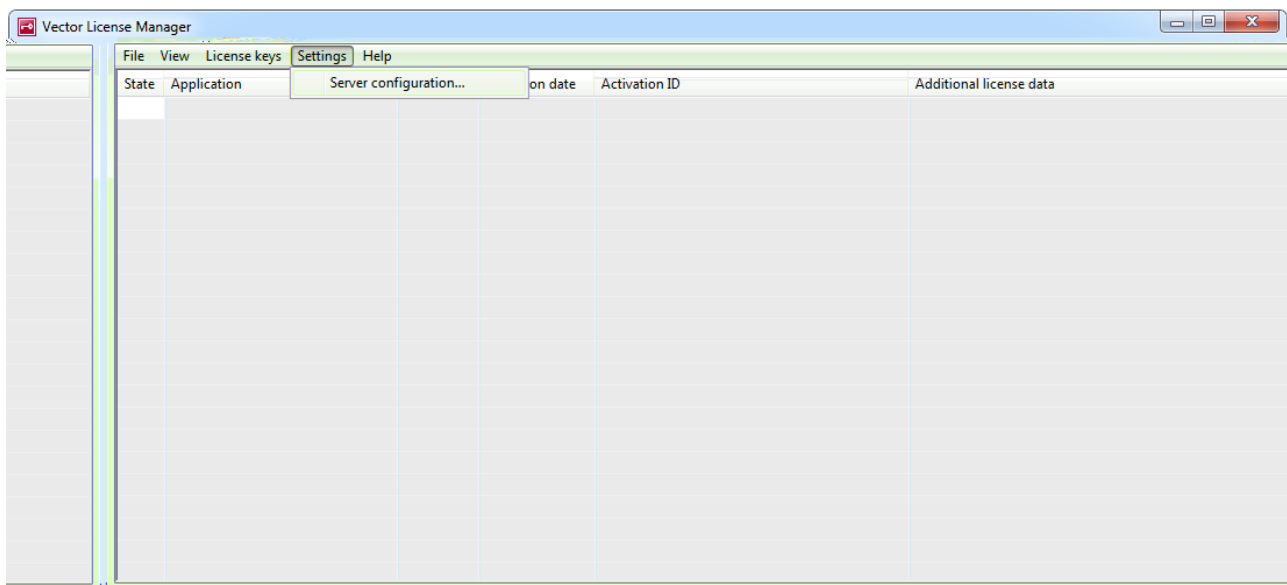 Vector License Manager
File View License keys Settings Help
Server configuration...
State Application on date Activation ID Additional license data